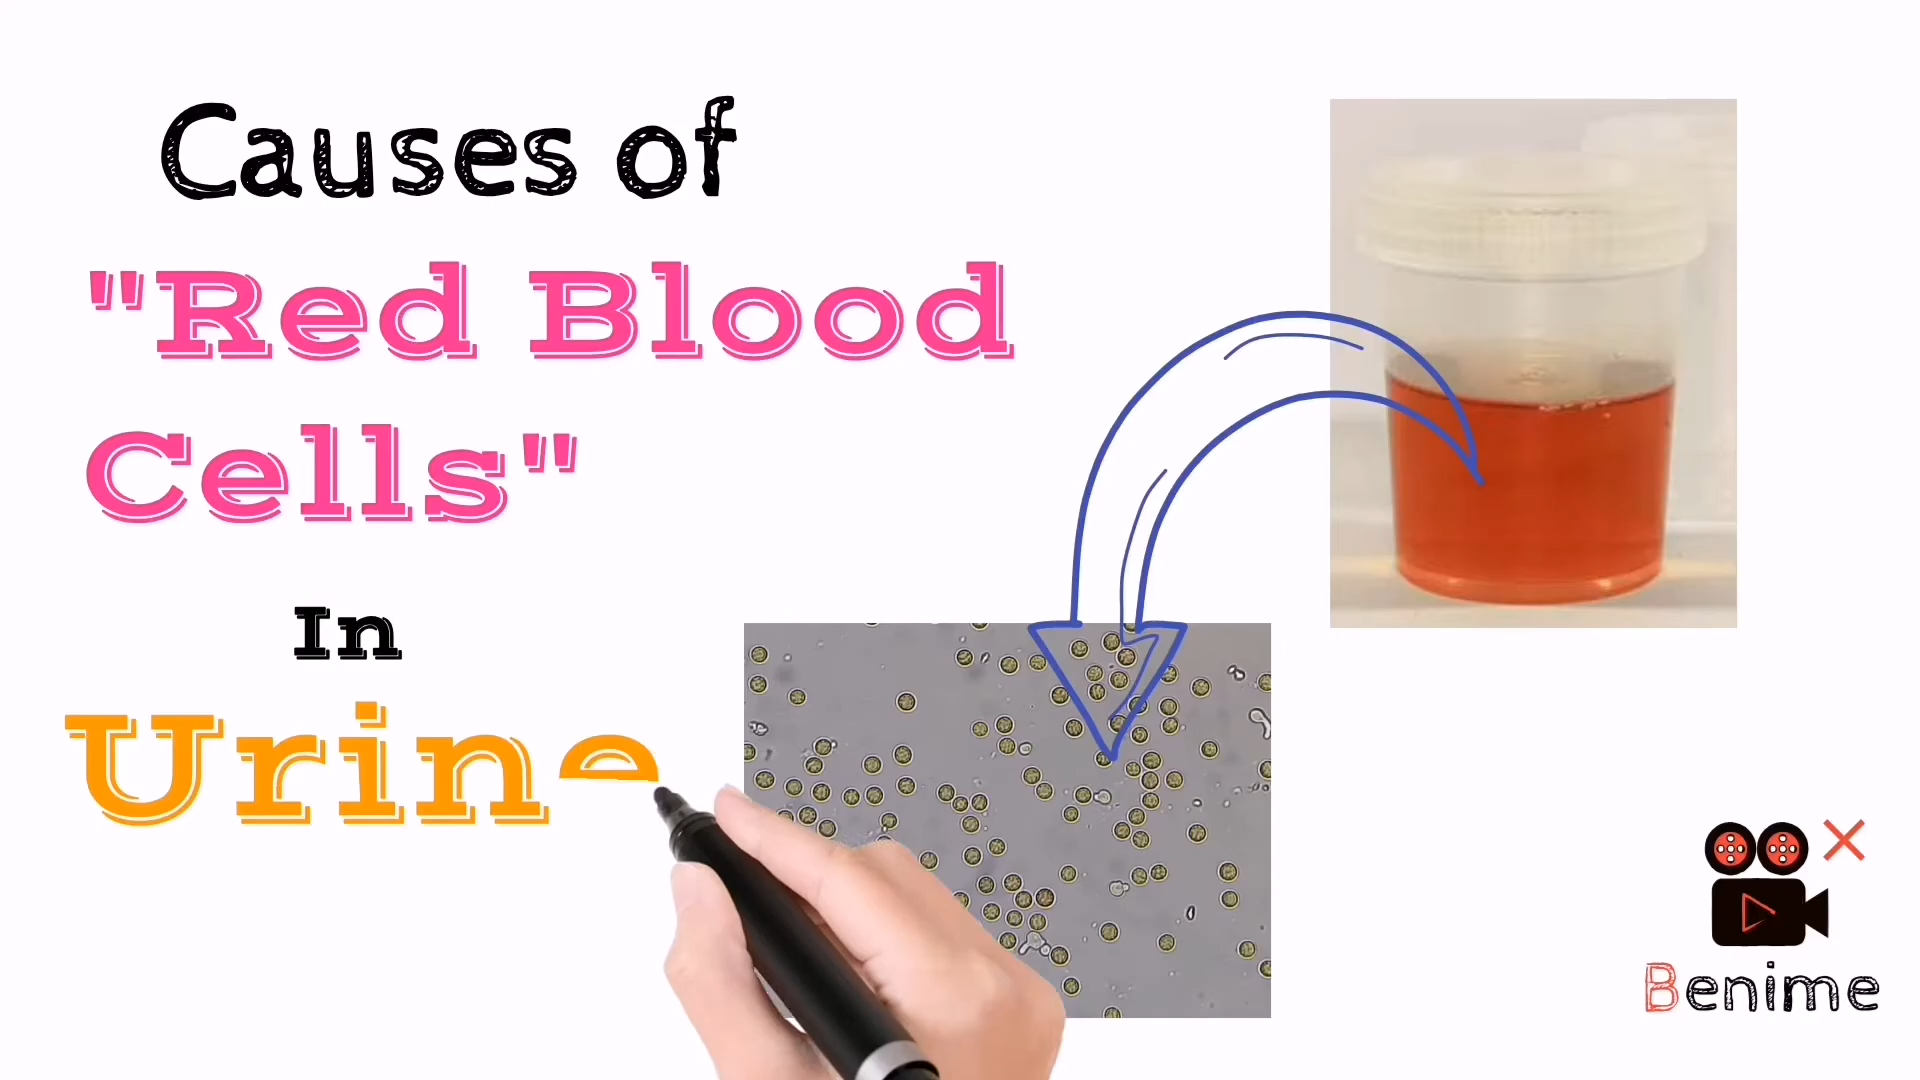 Causes of
"Red Blood
Cells"
In
Urine
Benime